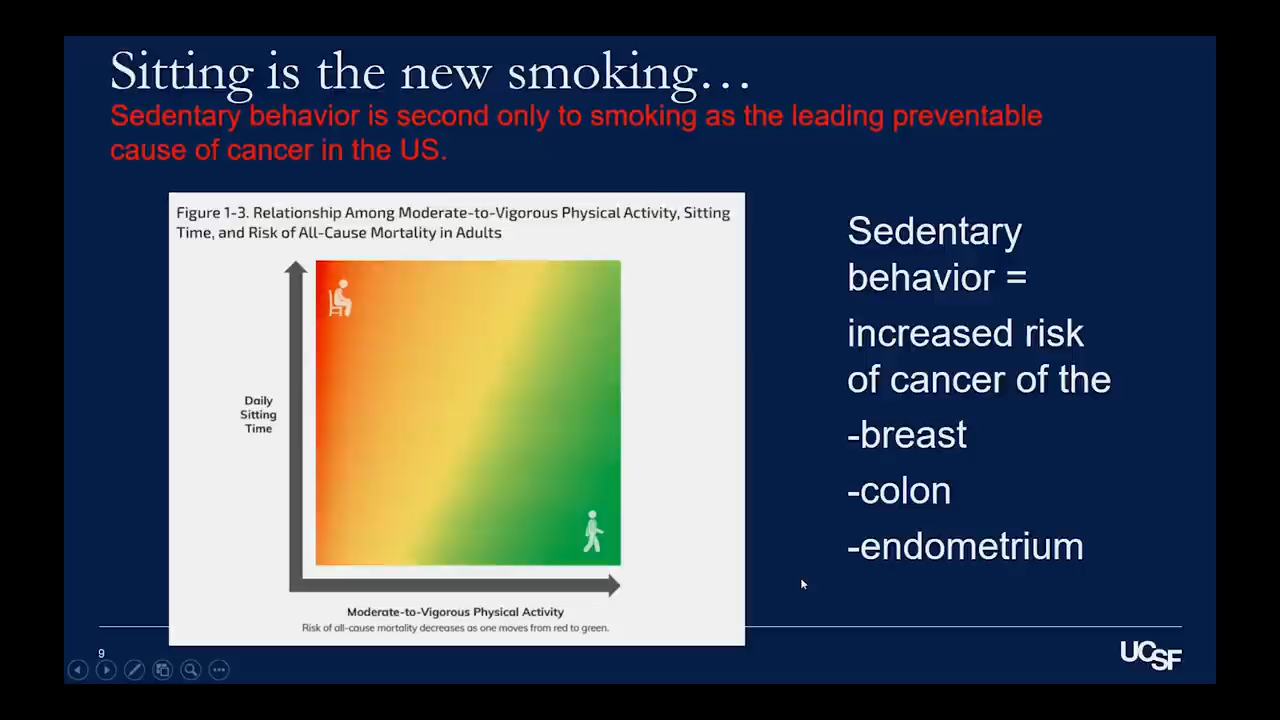 Sitting is the new smoking…
Sedentary behavior is second only to smoking as the leading preventable
cause of cancer in the US.
Figure 1-3. Relationship Among Moderate-to-Vigorous Physical Activity, Sitting
Time, and Risk of All-Cause Mortality in Adults
Daily
Sitting
Time
Moderate-to-Vigorous Physical Activity
Risk of all-cause mortality decreases as one moves from red to green.
Sedentary
behavior =
increased risk
of cancer of the
-breast
-colon
-endometrium
9
UCSF